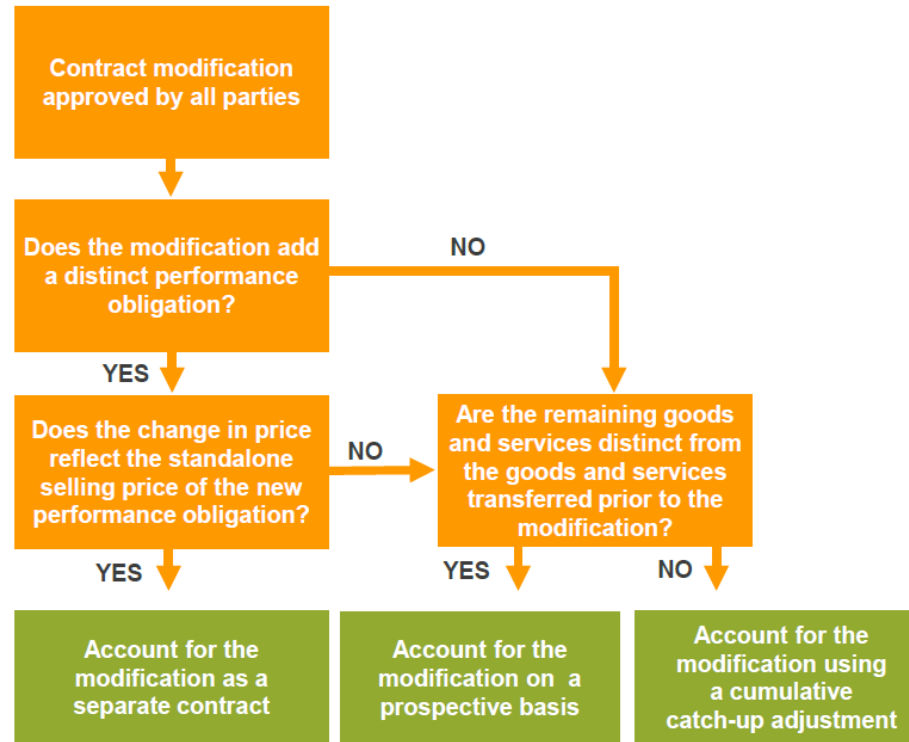 Contract modification
approved by all parties
Does the modification add
a distinct performance
obligation?
NO
YES
Does the change in price
reflect the standalone
selling price of the new
performance obligation?
NO
Are the remaining goods
and services distinct from
the goods and services
transferred prior to the
modification?
YES
YES
NO
Account for the
modification as a
separate contract
Account for the
modification on a
prospective basis
Account for the
modification using
a cumulative
catch-up adjustment